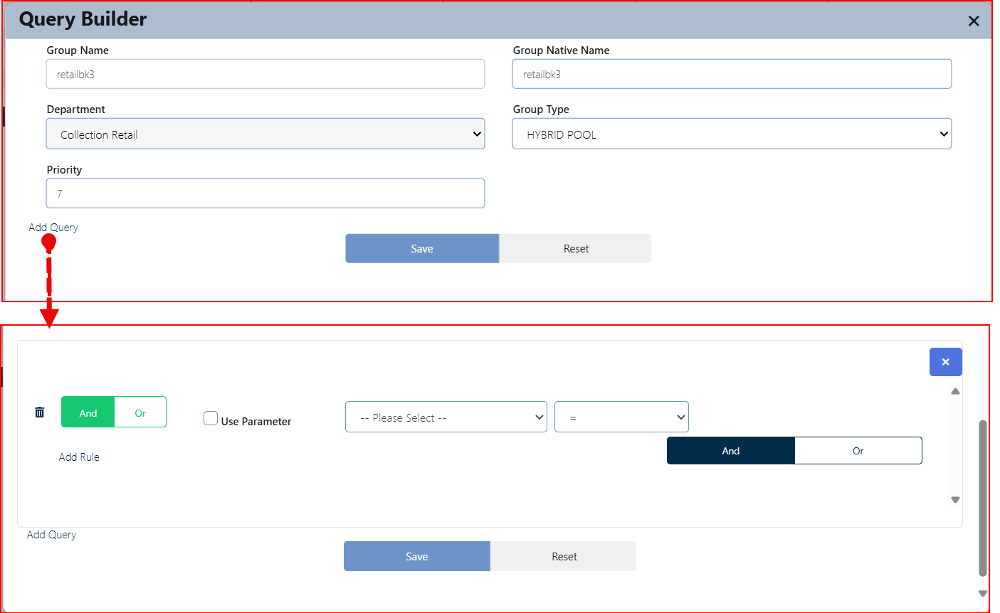 Query Builder
Group Name
Group Native Name
retailbk3
retailbk3
Department
Group Type
Collection Retail
HYBRID POOL
Priority
7
Add Query
Save
Reset
And
Or
Use Parameter
-- Please Select --
=
And
Or
Add Rule
Add Query
Save
Reset